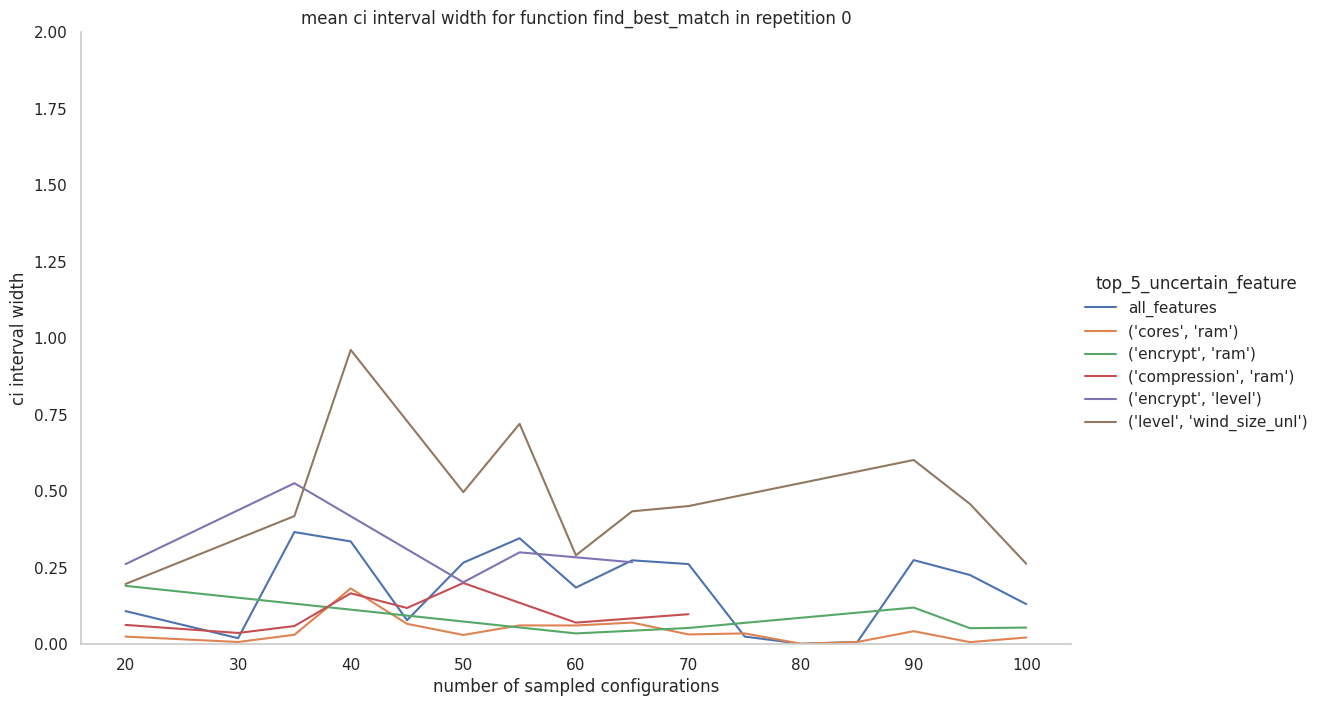 mean ci interval width for function find_best_match in repetition 0
2.00
1.75
1.50
1.25
1.00
0.75
0.50
0.25
0.00
ci interval width
20 30 40 50 60 70 80 90 100
number of sampled configurations
top_5_uncertain_feature
all_features
('cores', 'ram')
('encrypt', 'ram')
('compression', 'ram')
('encrypt', 'level')
('level', 'wind_size_unl')